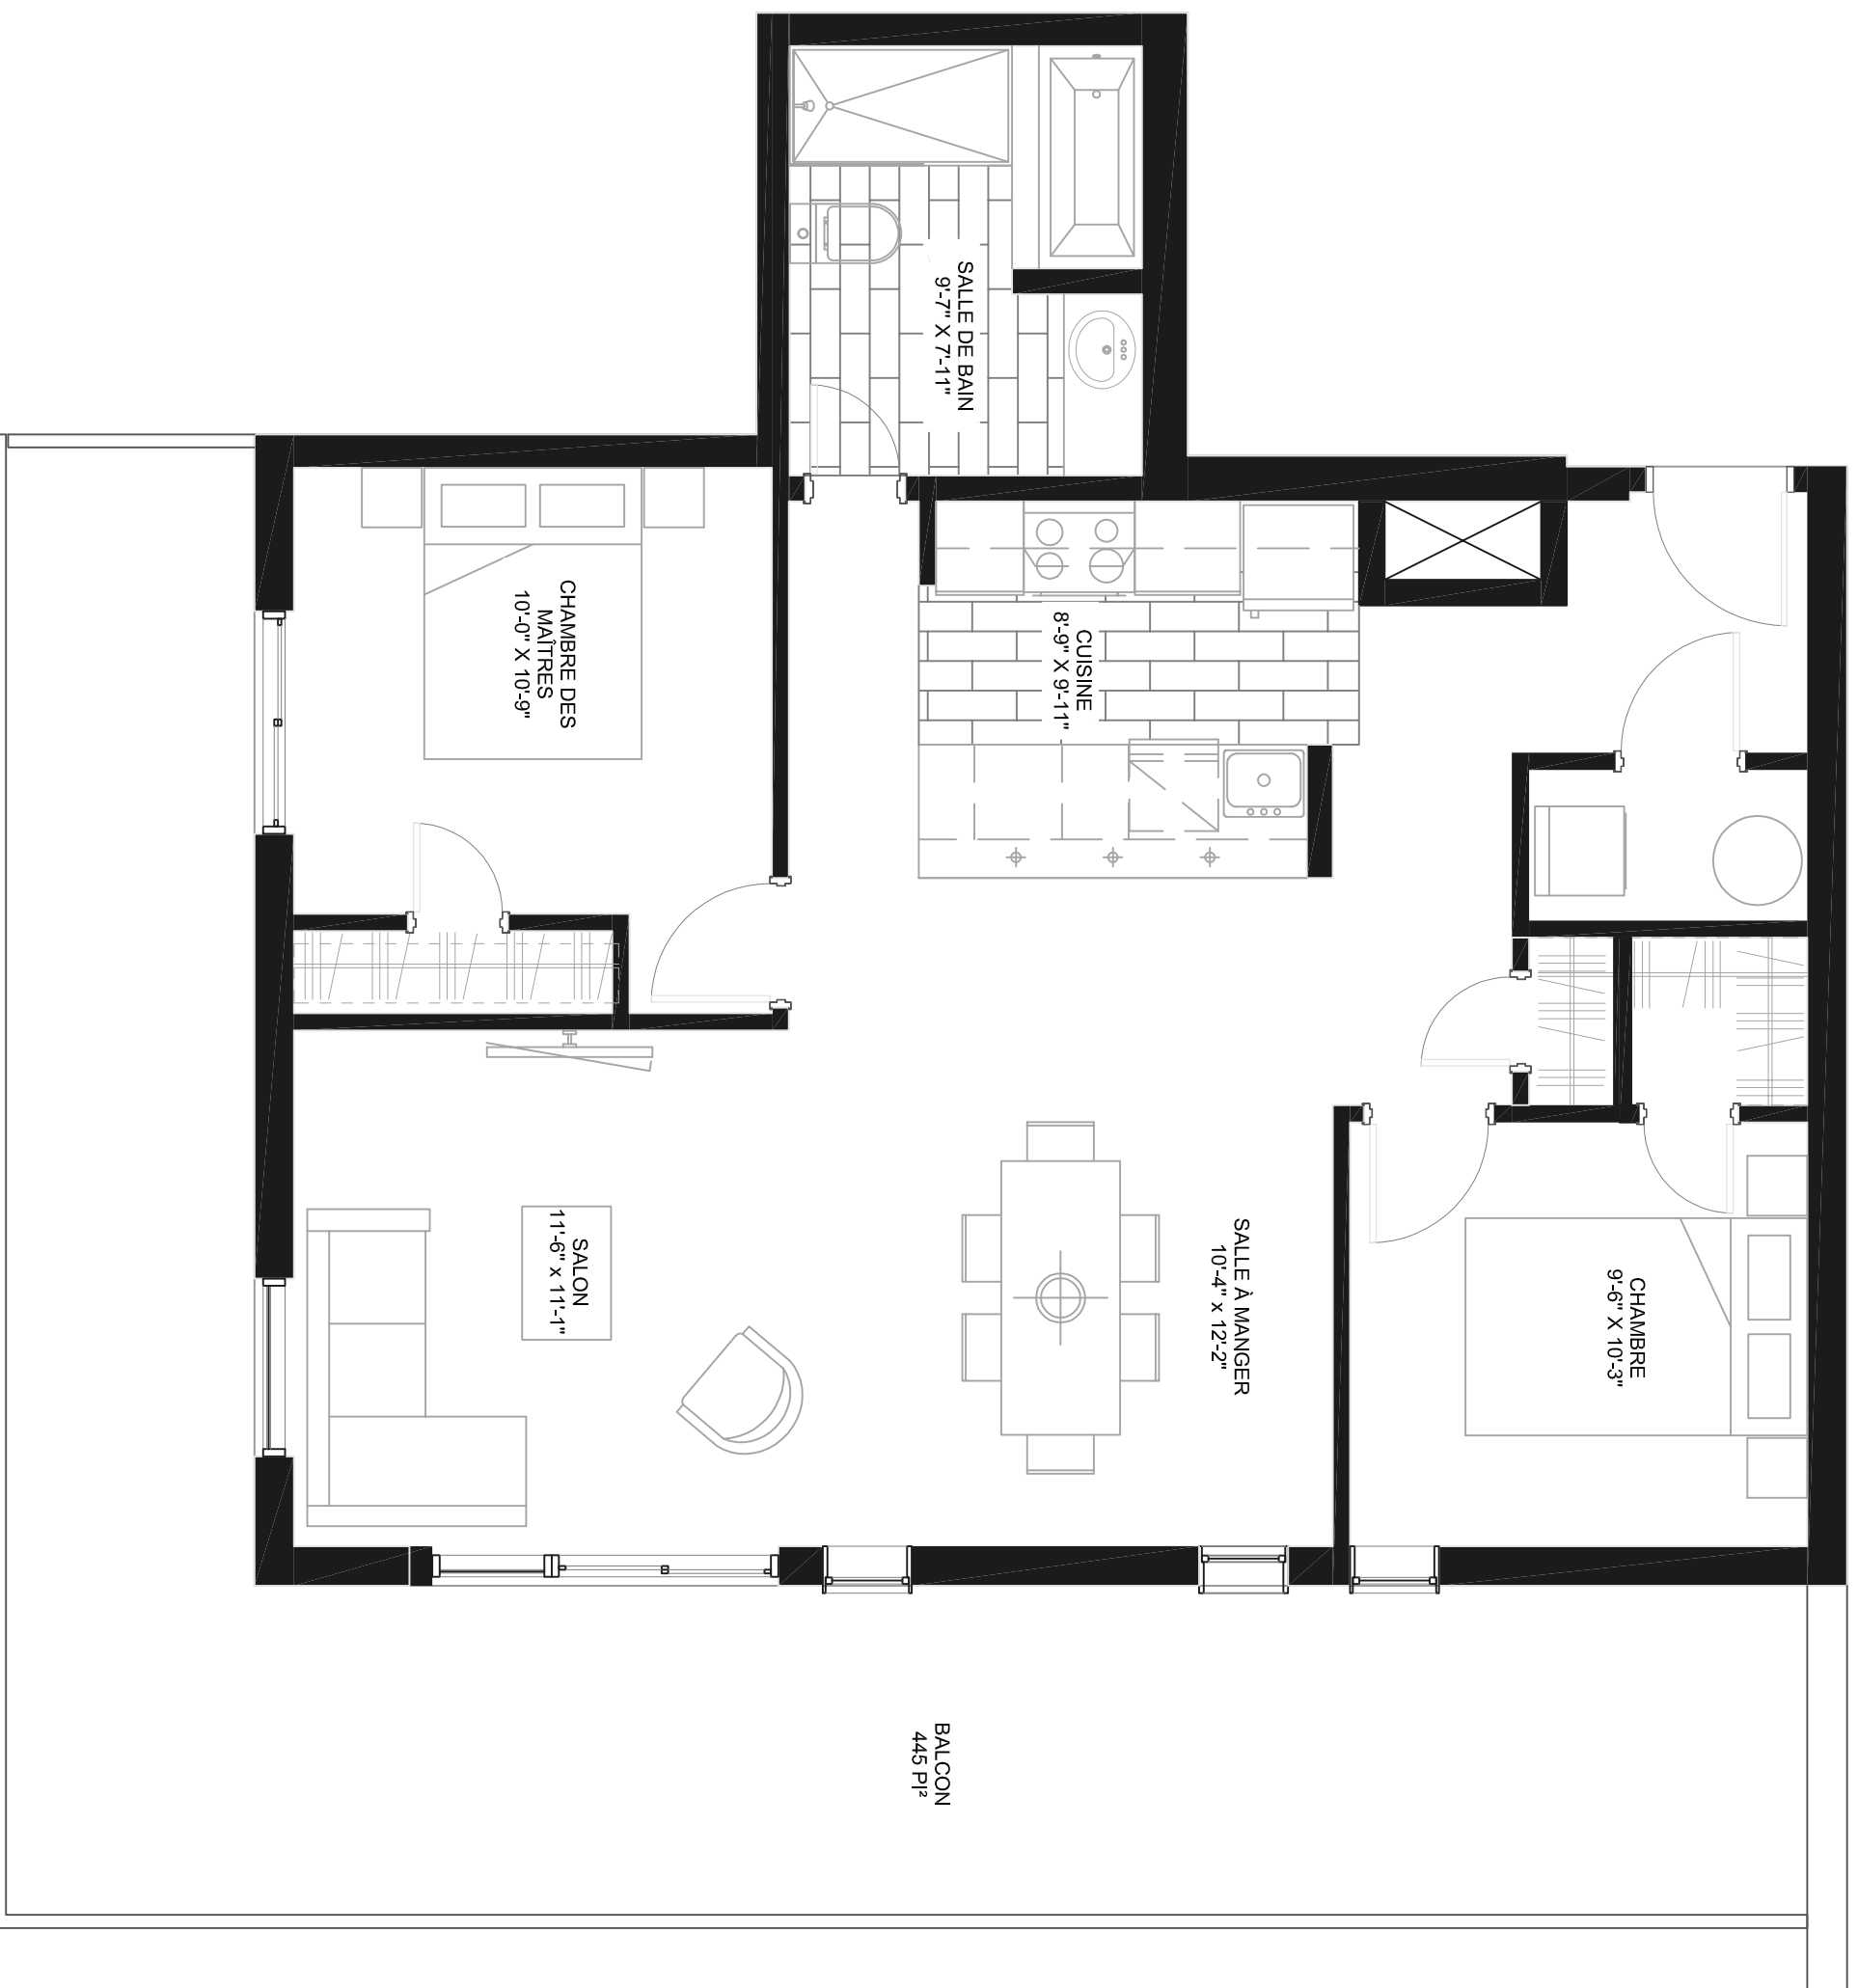 SALLE DE BAIN
9'-7" X 7'-11"
CHAMBRE DES
MAÎTRES
10'-0" X 10'-9"
CUISINE
8'-9" X 9'-11"
SALON
11'-6" x 11'-1"
SALLE À MANGER
10'-4" x 12'-2"
CHAMBRE
9'-6" X 10'-3"
BALCON
445 PI²